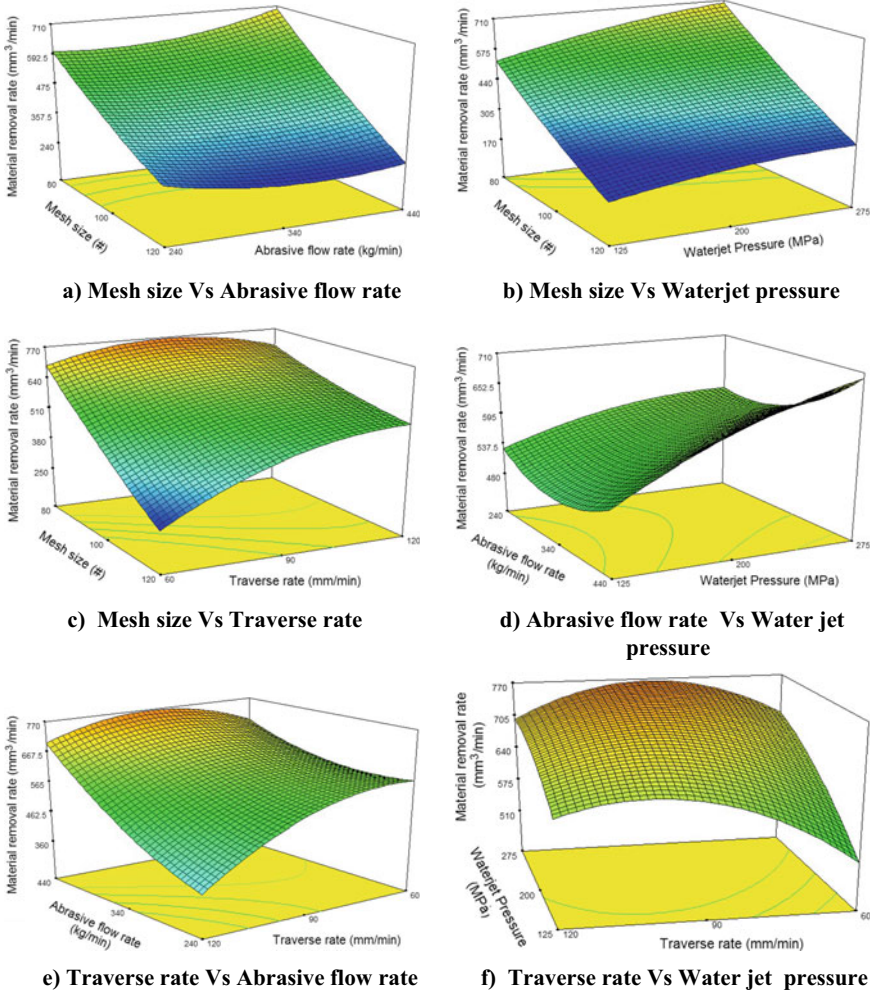 710
592.5
475
357.5
240
Material removal rate (mm³/min)
80
100
120
Mesh size (#)
240
340
440
Abrasive flow rate (kg/min)
a) Mesh size Vs Abrasive flow rate
710
575
440
305
170
Material removal rate (mm³/min)
80
100
120
Mesh size (#)
125
200
275
Waterjet Pressure (MPa)
b) Mesh size Vs Waterjet pressure
770
640
510
380
250
Material removal rate (mm³/min)
80
100
120
Mesh size (#)
60
90
120
Traverse rate (mm/min)
c) Mesh size Vs Traverse rate
710
652.5
595
537.5
480
Material removal rate (mm³/min)
240
340
440
Abrasive flow rate
(kg/min)
125
200
275
Waterjet Pressure (MPa)
d) Abrasive flow rate Vs Water jet
pressure
770
667.5
565
462.5
360
Material removal rate (mm³/min)
440
340
240
Abrasive flow rate
(kg/min)
120
90
60
Traverse rate (mm/min)
e) Traverse rate Vs Abrasive flow rate
770
705
640
575
510
Material removal rate
(mm³/min)
275
200
125
Waterjet Pressure
(MPa)
120
90
60
Traverse rate (mm/min)
f) Traverse rate Vs Water jet pressure